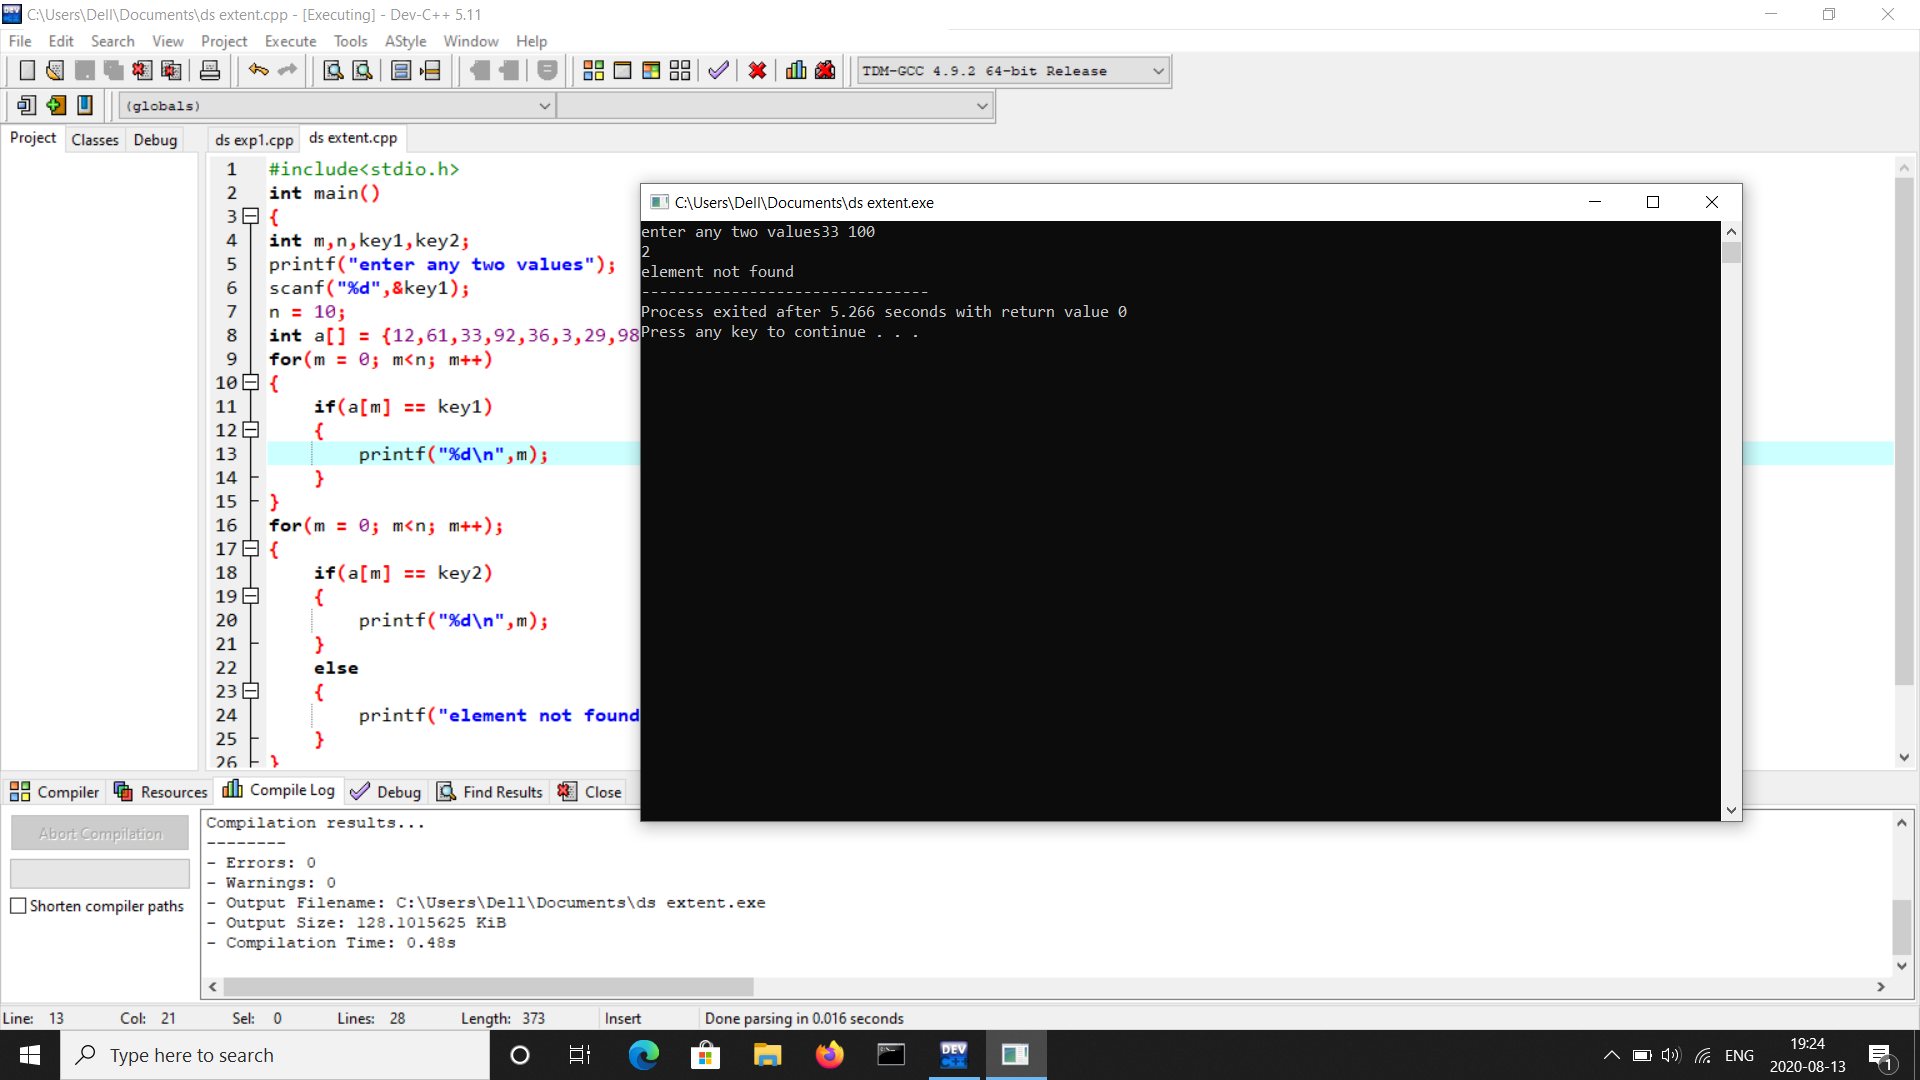 C:\Users\Dell\Documents\ds extent.cpp - [Executing] - Dev-C++ 5.11
File Edit Search View Project Execute Tools AStyle Window Help
TDM-GCC 4.9.2 64-bit Release
(globals)
Project Classes Debug
ds exp1.cpp ds extent.cpp
1 #include<stdio.h>
2 int main()
3 {
4 int m,n,key1,key2;
5 printf("enter any two values");
6 scanf("%d",&key1);
7 n = 10;
8 int a[] = {12,61,33,92,36,3,29,98
9 for(m = 0; m<n; m++)
10 {
11 if(a[m] == key1)
12 {
13 printf("%d\n",m);
14 }
15 }
16 for(m = 0; m<n; m++);
17 {
18 if(a[m] == key2)
19 {
20 printf("%d\n",m);
21 }
22 else
23 {
24 printf("element not found
25 }
26 }
C:\Users\Dell\Documents\ds extent.exe
enter any two values33 100
2
element not found
--------------------------------
Process exited after 5.266 seconds with return value 0
Press any key to continue . . .
Compiler Resources Compile Log Debug Find Results Close
Abort Compilation
Shorten compiler paths
Compilation results...
--------
- Errors: 0
- Warnings: 0
- Output Filename: C:\Users\Dell\Documents\ds extent.exe
- Output Size: 128.1015625 KiB
- Compilation Time: 0.48s
Line: 13 Col: 21 Sel: 0 Lines: 28 Length: 373 Insert Done parsing in 0.016 seconds
Type here to search
DEV C++
ENG
19:24
2020-08-13
1